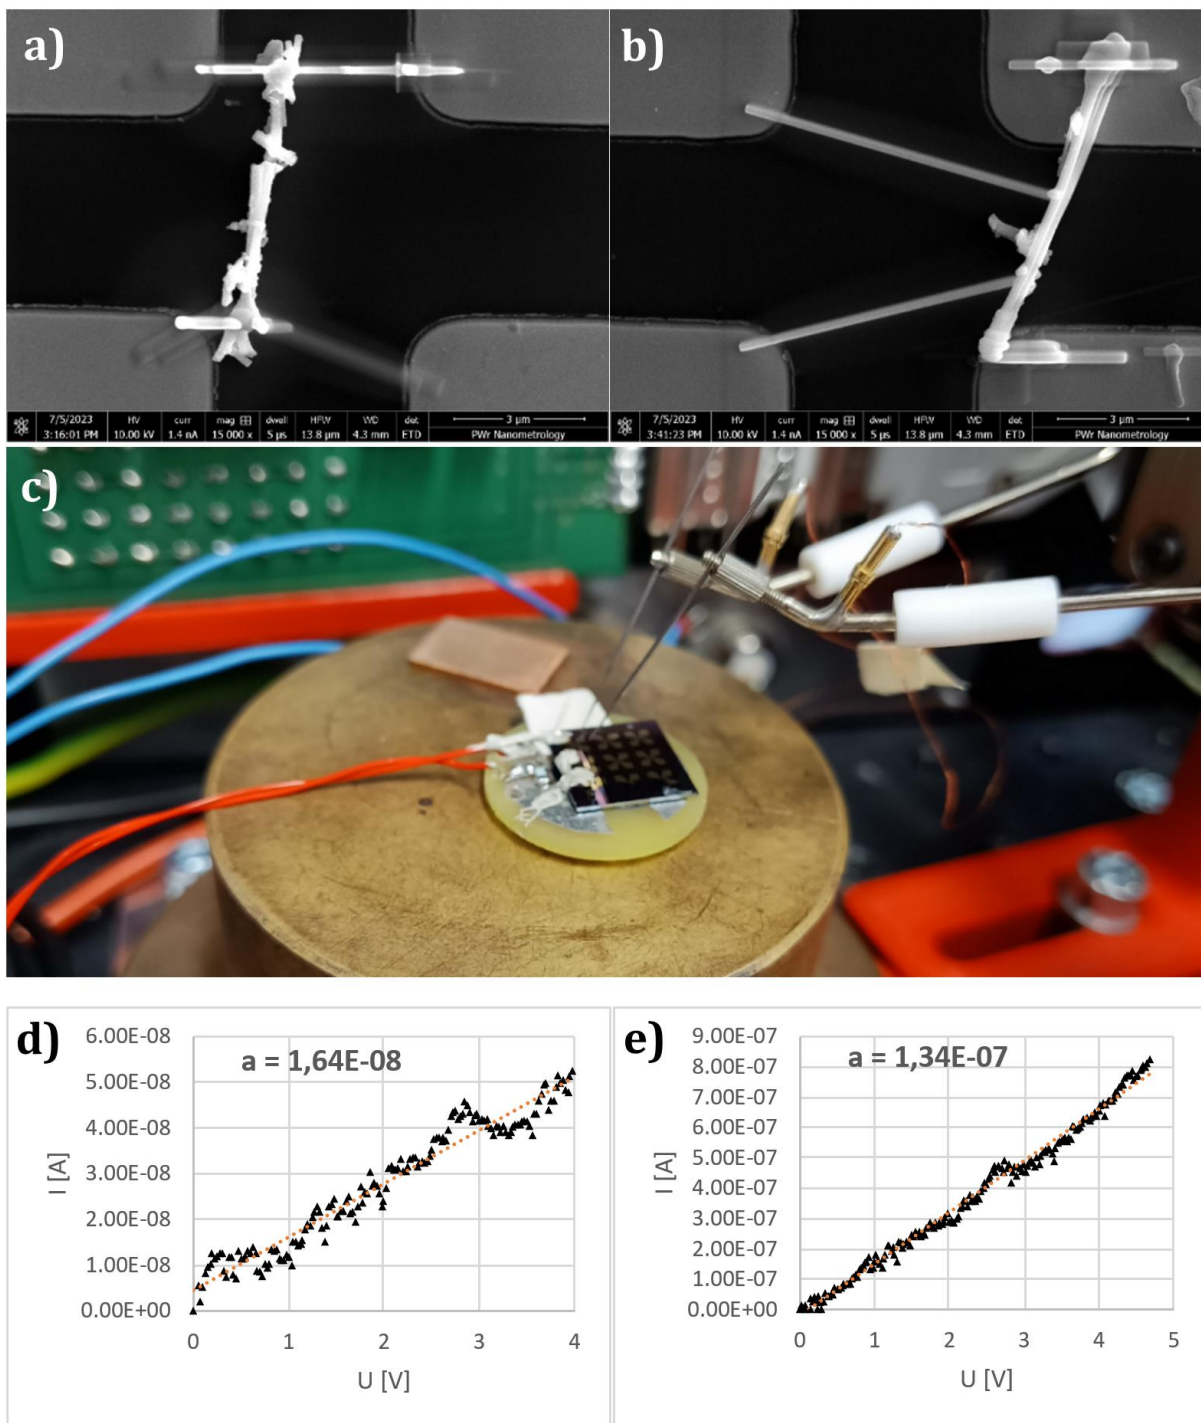 a)
b)
7/5/2023 HV curr mag dwell HFW WD det 3 µm
3:16:01 PM 10.00 kV 1.4 nA 15 000 x 5 µs 13.8 µm 4.3 mm ETD PWr Nanometrology
7/5/2023 HV curr mag dwell HFW WD det 3 µm
3:41:23 PM 10.00 kV 1.4 nA 15 000 x 5 µs 13.8 µm 4.3 mm ETD PWr Nanometrology
c)
d)
a = 1,64E-08
6.00E-08
5.00E-08
4.00E-08
3.00E-08
2.00E-08
1.00E-08
0.00E+00
I [A]
0 1 2 3 4
U [V]
e)
a = 1,34E-07
9.00E-07
8.00E-07
7.00E-07
6.00E-07
5.00E-07
4.00E-07
3.00E-07
2.00E-07
1.00E-07
0.00E+00
I [A]
0 1 2 3 4 5
U [V]